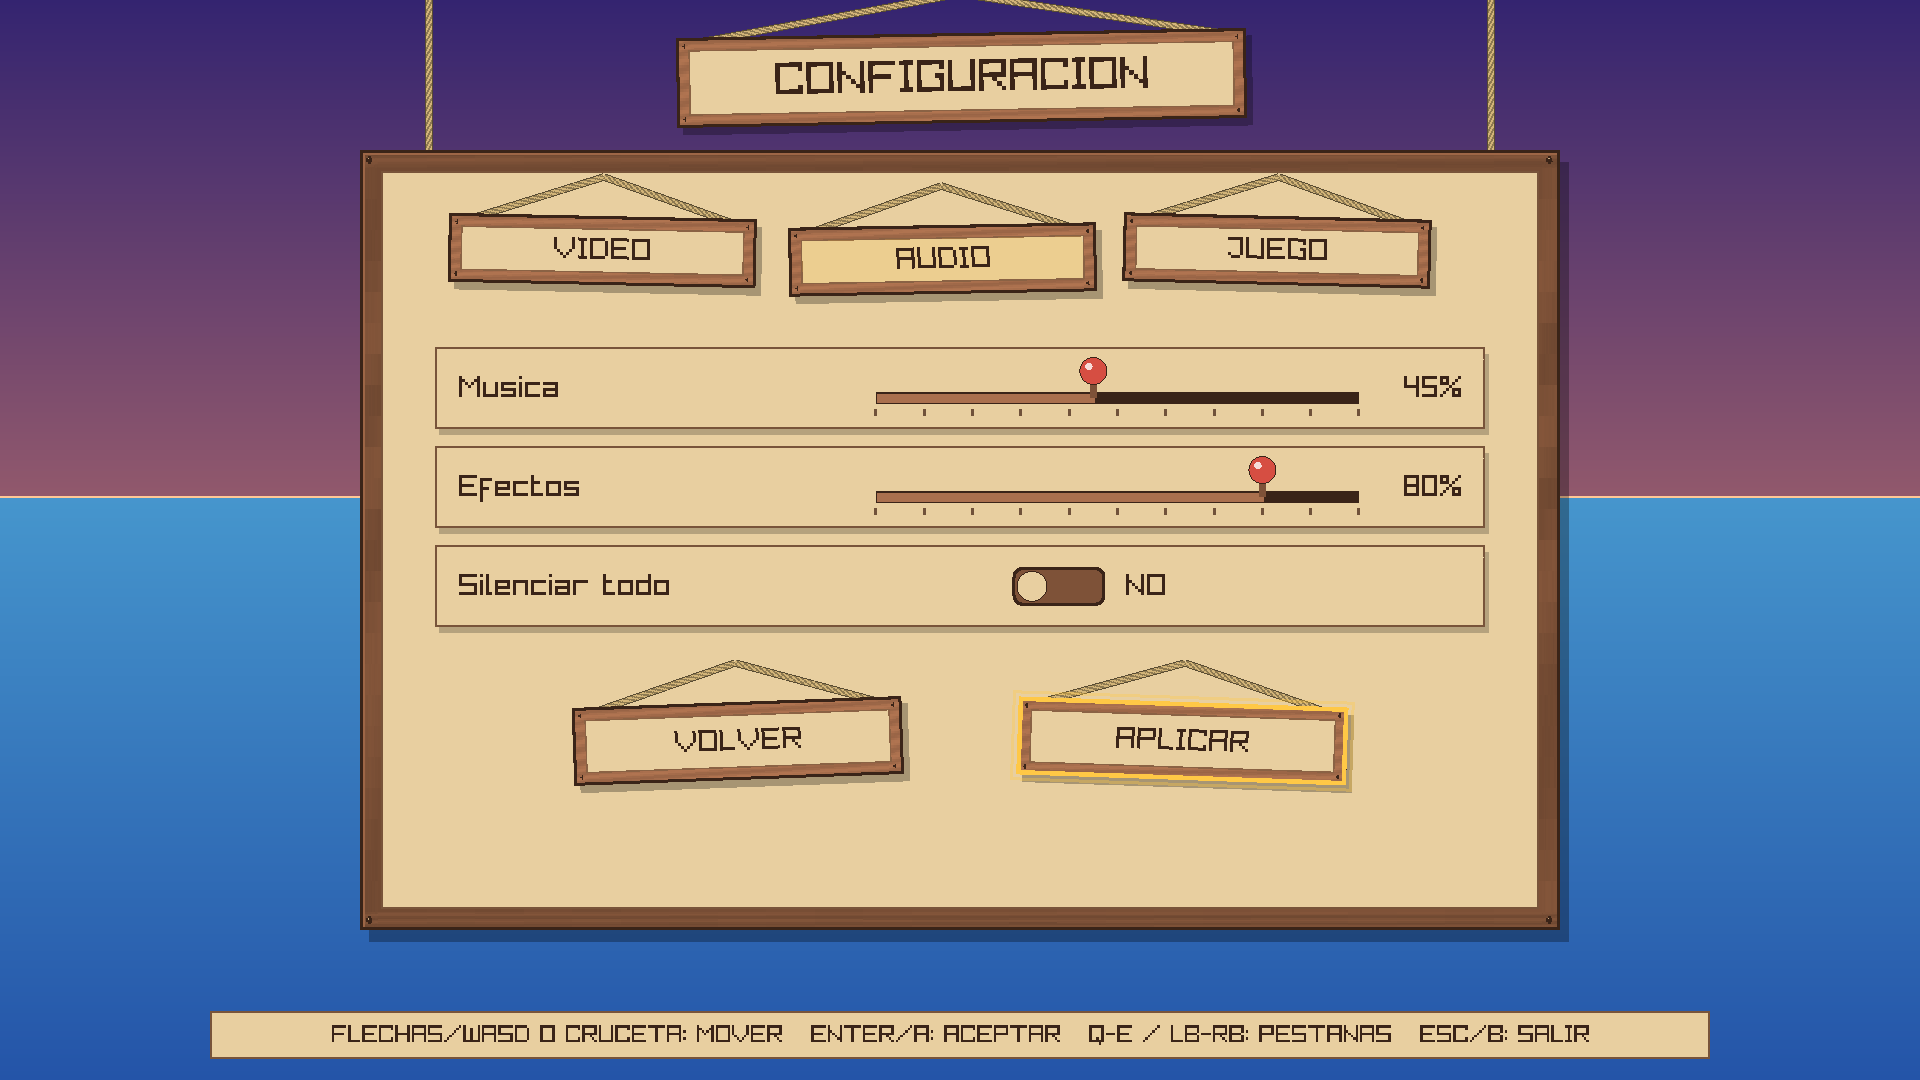 CONFIGURACION
VIDEO
AUDIO
JUEGO
Musica 45%
Efectos 80%
Silenciar todo NO
VOLVER
APLICAR
FLECHAS/WASD O CRUCETA: MOVER ENTER/A: ACEPTAR Q-E / LB-RB: PESTANAS ESC/B: SALIR